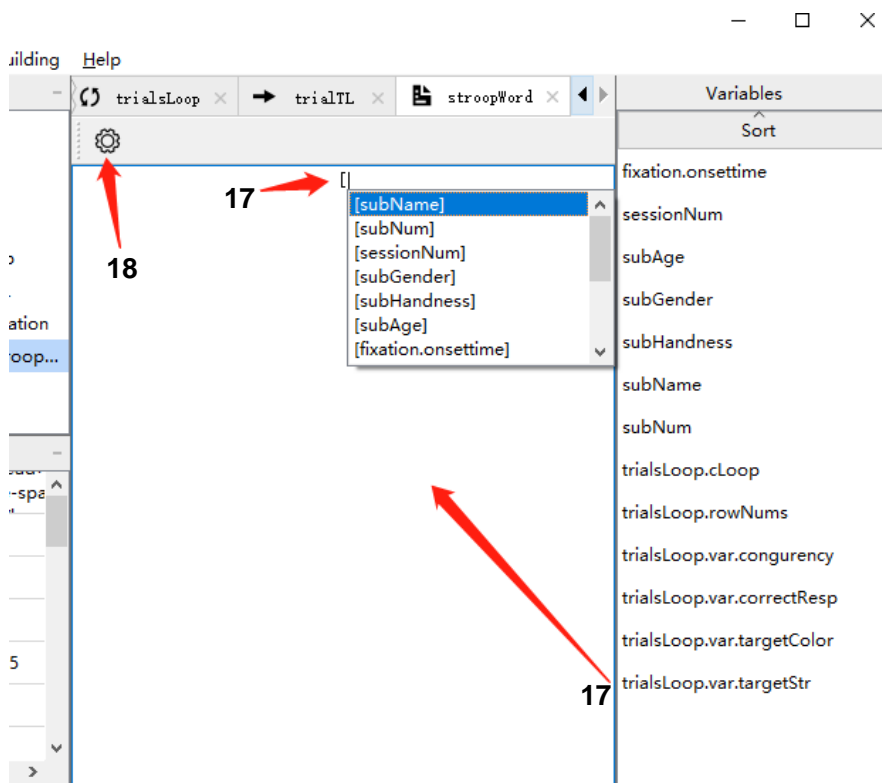 uilding Help
trialsLoop trialTL stroopWord
Variables
Sort
[
17
18
[subName]
[subNum]
[sessionNum]
[subGender]
[subHandness]
[subAge]
[fixation.onsettime]
fixation.onsettime
sessionNum
subAge
subGender
subHandness
subName
subNum
trialsLoop.cLoop
trialsLoop.rowNums
trialsLoop.var.congurency
trialsLoop.var.correctResp
trialsLoop.var.targetColor
trialsLoop.var.targetStr
ation
roop...
-spa
5
17